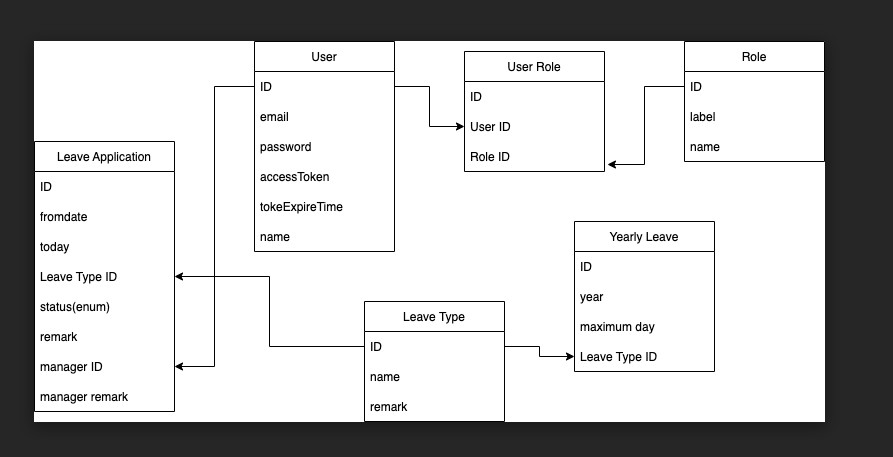 User
ID
email
password
accessToken
tokeExpireTime
name
User Role
ID
User ID
Role ID
Role
ID
label
name
Leave Application
ID
fromdate
today
Leave Type ID
status(enum)
remark
manager ID
manager remark
Leave Type
ID
name
remark
Yearly Leave
ID
year
maximum day
Leave Type ID